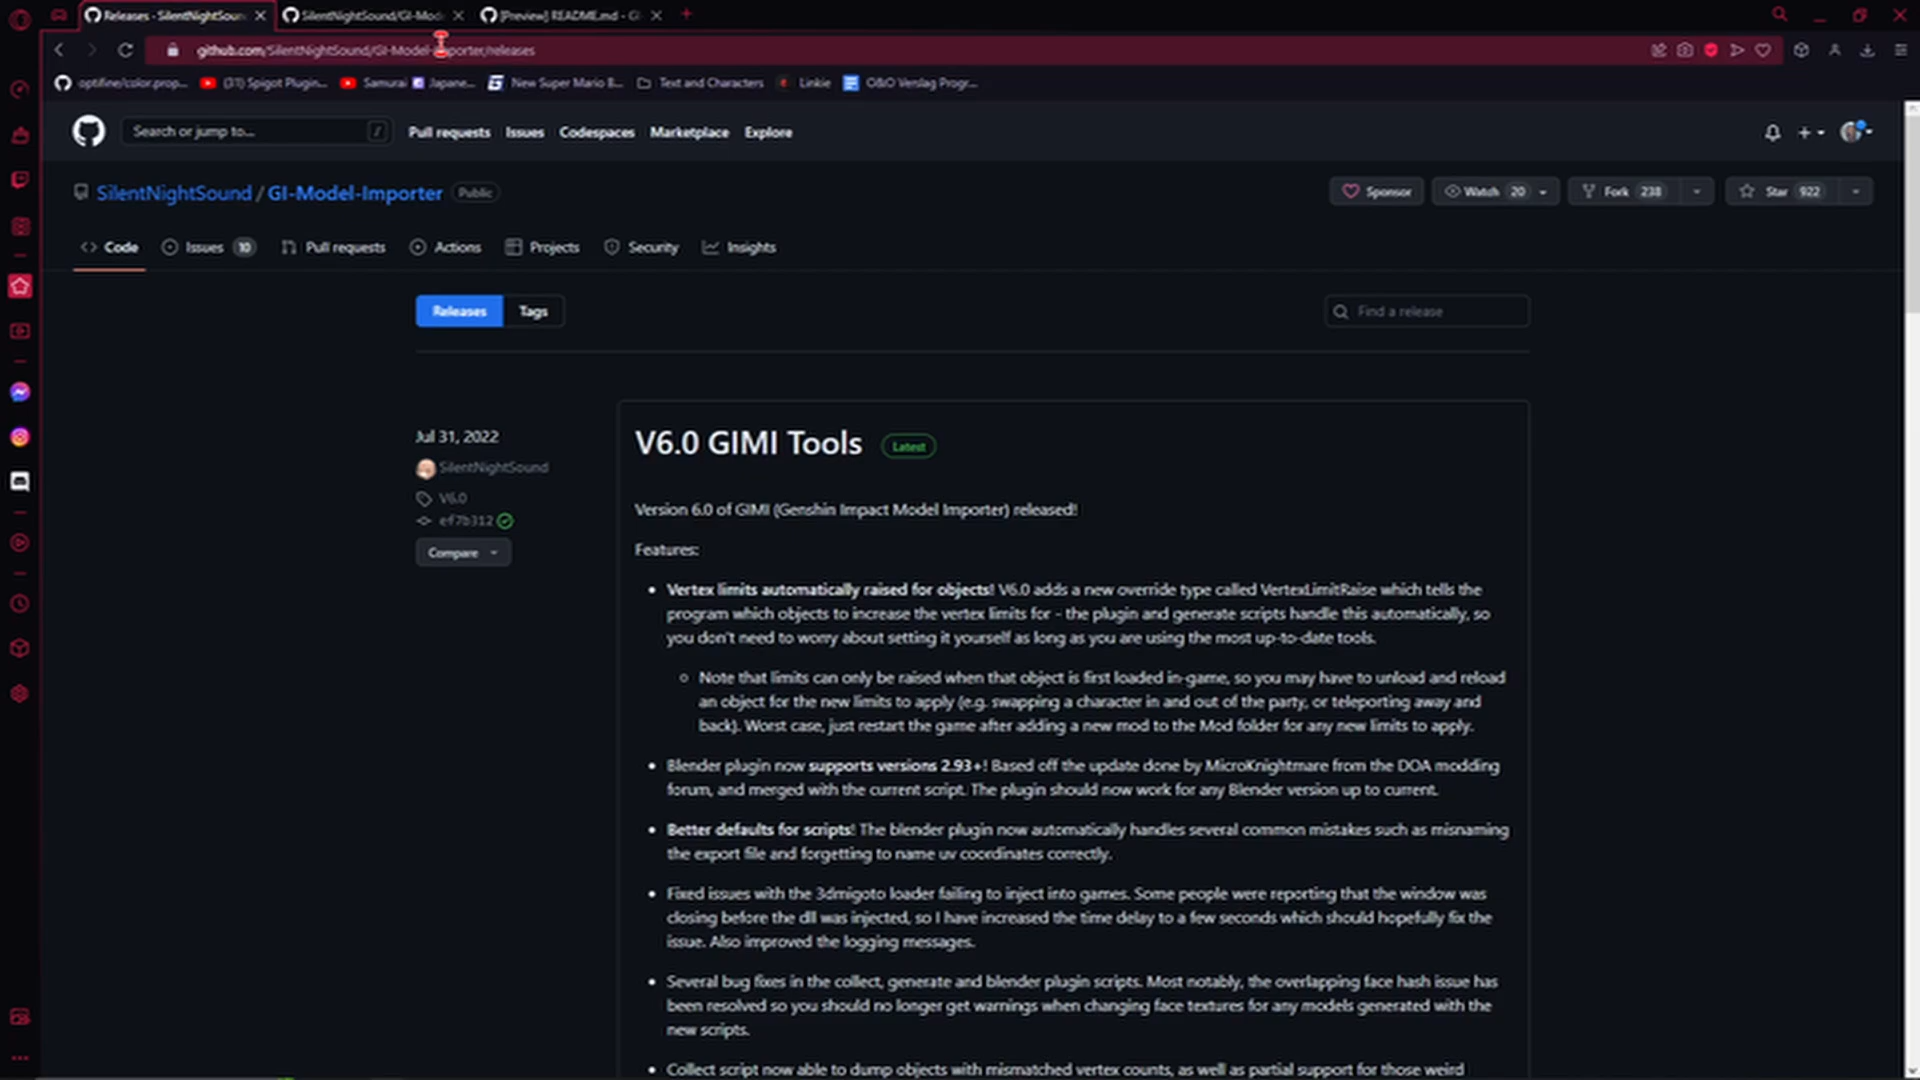 Releases - SilentNightSoun
SilentNightSound/GI-Mod
[Preview] README.md - G
github.com/SilentNightSound/GI-Model-Importer/releases
optifine/color.prop...
(31) Spigot Plugin...
Samurai
Japane...
New Super Mario B...
Text and Characters
Linkie
O&O Verslag Progr...
Search or jump to...
/
Pull requests
Issues
Codespaces
Marketplace
Explore
SilentNightSound / GI-Model-Importer
Public
Sponsor
Watch 20
Fork 238
Star 922
<> Code
Issues 10
Pull requests
Actions
Projects
Security
Insights
Releases
Tags
Find a release
Jul 31, 2022
SilentNightSound
V6.0
ef7b312
Compare
V6.0 GIMI Tools
Latest
Version 6.0 of GIMI (Genshin Impact Model Importer) released!
Features:
• Vertex limits automatically raised for objects! V6.0 adds a new override type called VertexLimitRaise which tells the
program which objects to increase the vertex limits for - the plugin and generate scripts handle this automatically, so
you don't need to worry about setting it yourself as long as you are using the most up-to-date tools.
○ Note that limits can only be raised when that object is first loaded in-game, so you may have to unload and reload
an object for the new limits to apply (e.g. swapping a character in and out of the party, or teleporting away and
back). Worst case, just restart the game after adding a new mod to the Mod folder for any new limits to apply.
• Blender plugin now supports versions 2.93+! Based off the update done by MicroKnightmare from the DOA modding
forum, and merged with the current script. The plugin should now work for any Blender version up to current.
• Better defaults for scripts! The blender plugin now automatically handles several common mistakes such as misnaming
the export file and forgetting to name uv coordinates correctly.
• Fixed issues with the 3dmigoto loader failing to inject into games. Some people were reporting that the window was
closing before the dll was injected, so I have increased the time delay to a few seconds which should hopefully fix the
issue. Also improved the logging messages.
• Several bug fixes in the collect, generate and blender plugin scripts. Most notably, the overlapping face hash issue has
been resolved so you should no longer get warnings when changing face textures for any models generated with the
new scripts.
• Collect script now able to dump objects with mismatched vertex counts, as well as partial support for those weird